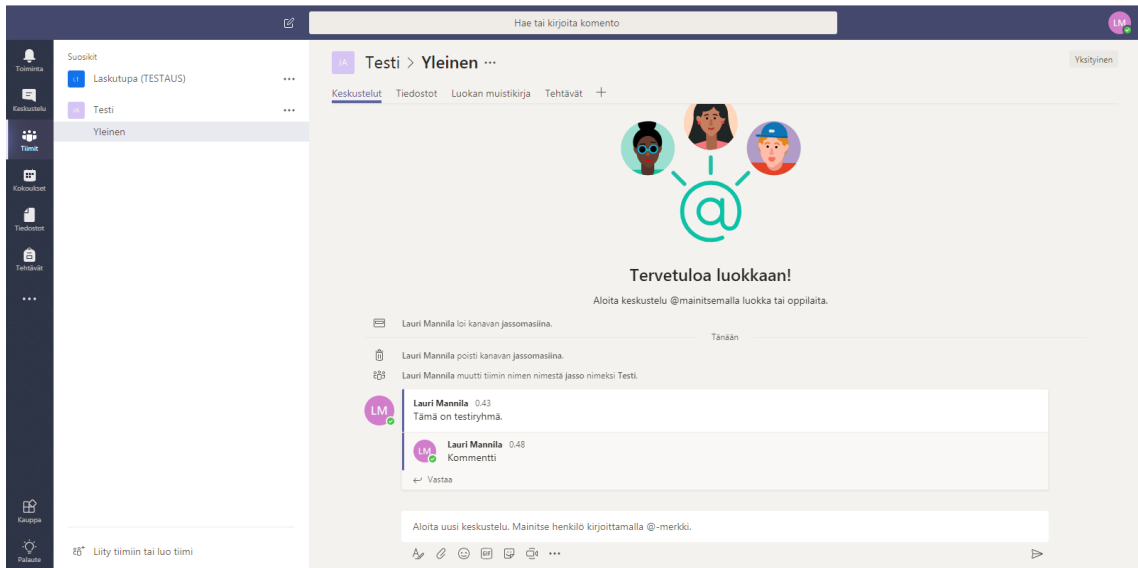 Hae tai kirjoita komento
LM
Toiminta
Keskustelu
Tiimit
Kokoukset
Tiedostot
Tehtävät
Kauppa
Palaute
Suosikit
LT Laskutupa (TESTAUS)
JA Testi
Yleinen
Liity tiimiin tai luo tiimi
JA Testi > Yleinen
Yksityinen
Keskustelut Tiedostot Luokan muistikirja Tehtävät
Tervetuloa luokkaan!
Aloita keskustelu @mainitsemalla luokka tai oppilaita.
Lauri Mannila loi kanavan jassomasiina.
Tänään
Lauri Mannila poisti kanavan jassomasiina.
Lauri Mannila muutti tiimin nimen nimestä jasso nimeksi Testi.
LM Lauri Mannila 0.43
Tämä on testiryhmä.
LM Lauri Mannila 0.48
Kommentti
Vastaa
Aloita uusi keskustelu. Mainitse henkilö kirjoittamalla @-merkki.
GIF